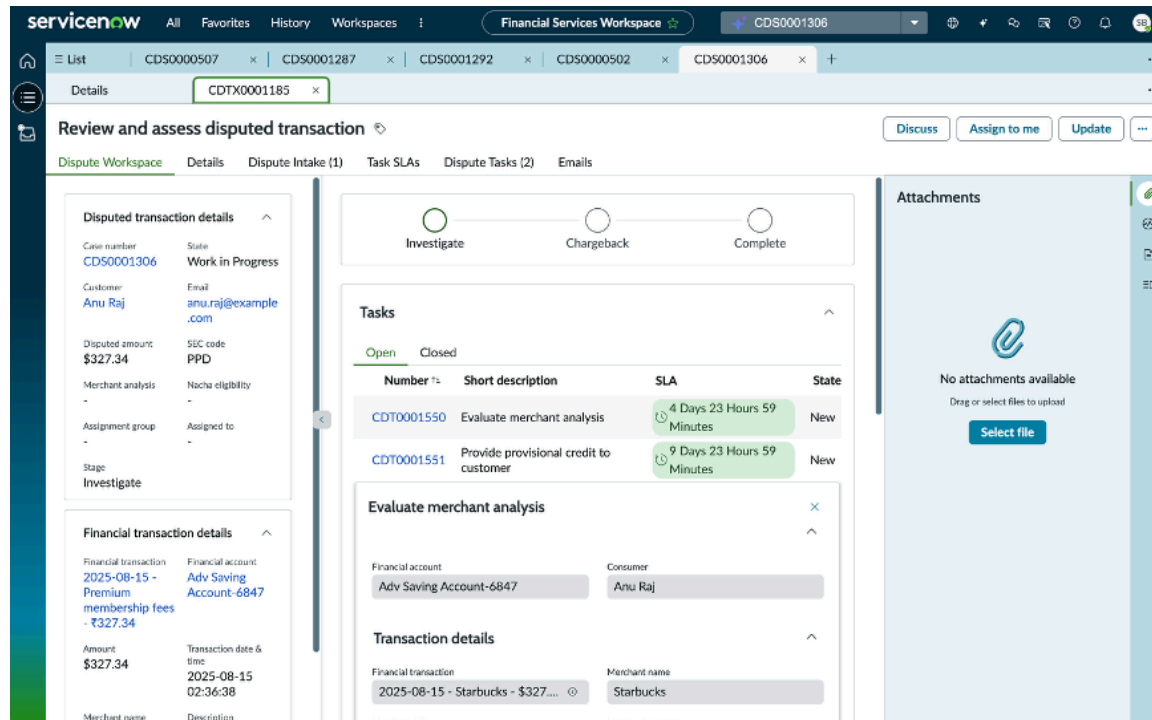 servicenow All Favorites History Workspaces Financial Services Workspace CDS0001306 SB
List CDS0000507 × CDS0001287 × CDS0001292 × CDS0000502 × CDS0001306 × +
Details CDTX0001185 ×
Review and assess disputed transaction
Discuss Assign to me Update ...
Dispute Workspace Details Dispute Intake (1) Task SLAs Dispute Tasks (2) Emails
Disputed transaction details
Case number State
CDS0001306 Work in Progress
Customer Email
Anu Raj anu.raj@example
.com
Disputed amount SEC code
$327.34 PPD
Merchant analysis Nacha eligibility
- -
Assignment group Assigned to
- -
Stage
Investigate
Financial transaction details
Financial transaction Financial account
2025-08-15 - Adv Saving
Premium Account-6847
membership fees
- ₹327.34
Amount Transaction date &
time
$327.34
2025-08-15
02:36:38
Merchant name Description
Investigate Chargeback Complete
Tasks
Open Closed
Number Short description SLA State
CDT0001550 Evaluate merchant analysis 4 Days 23 Hours 59
Minutes New
CDT0001551 Provide provisional credit to
customer 9 Days 23 Hours 59
Minutes New
Evaluate merchant analysis
Financial account Consumer
Adv Saving Account-6847 Anu Raj
Transaction details
Financial transaction Merchant name
2025-08-15 - Starbucks - $327.... Starbucks
Attachments
No attachments available
Drag or select files to upload
Select file